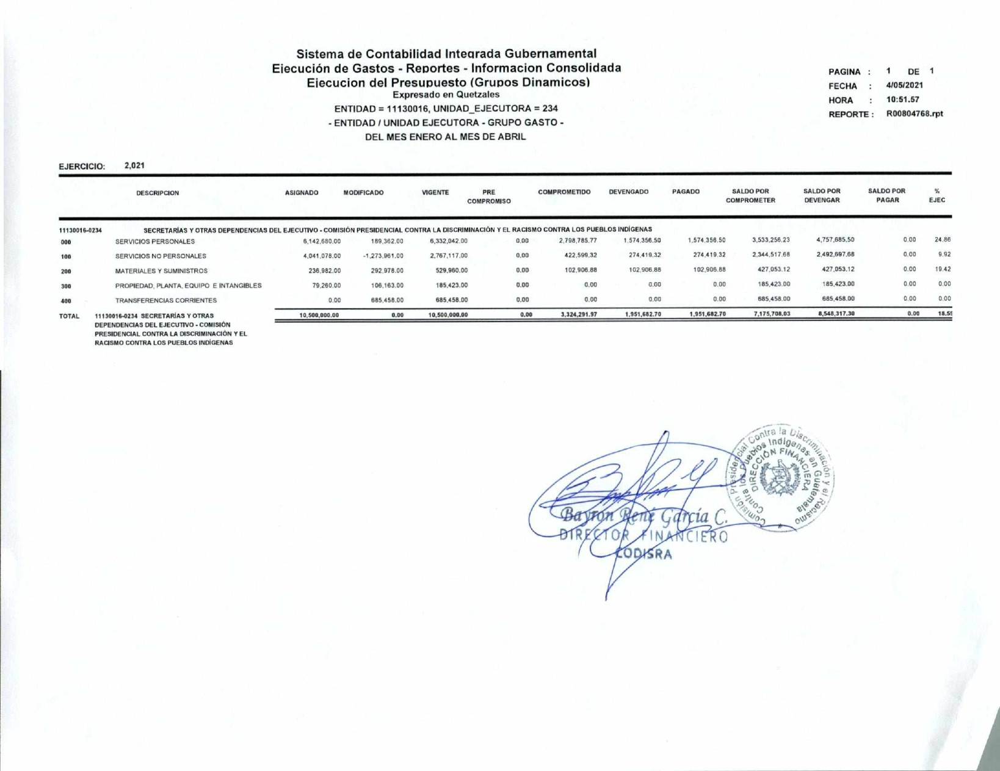 Sistema de Contabilidad Integrada Gubernamental
Ejecución de Gastos - Reportes - Informacion Consolidada
Ejecucion del Presupuesto (Grupos Dinamicos)
Expresado en Quetzales
ENTIDAD = 11130016, UNIDAD_EJECUTORA = 234
- ENTIDAD / UNIDAD EJECUTORA - GRUPO GASTO -
DEL MES ENERO AL MES DE ABRIL
PAGINA : 1 DE 1
FECHA : 4/05/2021
HORA : 10:51.57
REPORTE : R00804768.rpt
EJERCICIO: 2,021
DESCRIPCION ASIGNADO MODIFICADO VIGENTE PRE COMPROMISO COMPROMETIDO DEVENGADO PAGADO SALDO POR COMPROMETER SALDO POR DEVENGAR SALDO POR PAGAR % EJEC
11130016-0234 SECRETARÍAS Y OTRAS DEPENDENCIAS DEL EJECUTIVO - COMISIÓN PRESIDENCIAL CONTRA LA DISCRIMINACIÓN Y EL RACISMO CONTRA LOS PUEBLOS INDÍGENAS
000 SERVICIOS PERSONALES 6,142,680.00 189,362.00 6,332,042.00 0.00 2,798,785.77 1,574,356.50 1,574,356.50 3,533,256.23 4,757,685.50 0.00 24.86
100 SERVICIOS NO PERSONALES 4,041,078.00 -1,273,961.00 2,767,117.00 0.00 422,599.32 274,419.32 274,419.32 2,344,517.68 2,492,697.68 0.00 9.92
200 MATERIALES Y SUMINISTROS 236,982.00 292,978.00 529,960.00 0.00 102,906.88 102,906.88 102,906.88 427,053.12 427,053.12 0.00 19.42
300 PROPIEDAD, PLANTA, EQUIPO E INTANGIBLES 79,260.00 106,163.00 185,423.00 0.00 0.00 0.00 0.00 185,423.00 185,423.00 0.00 0.00
400 TRANSFERENCIAS CORRIENTES 0.00 685,458.00 685,458.00 0.00 0.00 0.00 0.00 685,458.00 685,458.00 0.00 0.00
TOTAL 11130016-0234 SECRETARÍAS Y OTRAS 10,500,000.00 0.00 10,500,000.00 0.00 3,324,291.97 1,951,682.70 1,951,682.70 7,175,708.03 8,548,317.30 0.00 18.59
DEPENDENCIAS DEL EJECUTIVO - COMISIÓN
PRESIDENCIAL CONTRA LA DISCRIMINACIÓN Y EL
RACISMO CONTRA LOS PUEBLOS INDÍGENAS
Comisión Presidencial Contra la Discriminación y el Racismo
Contra los Pueblos Indígenas en Guatemala
DIRECCIÓN FINANCIERA
Bayron René García C.
DIRECTOR FINANCIERO
CODISRA